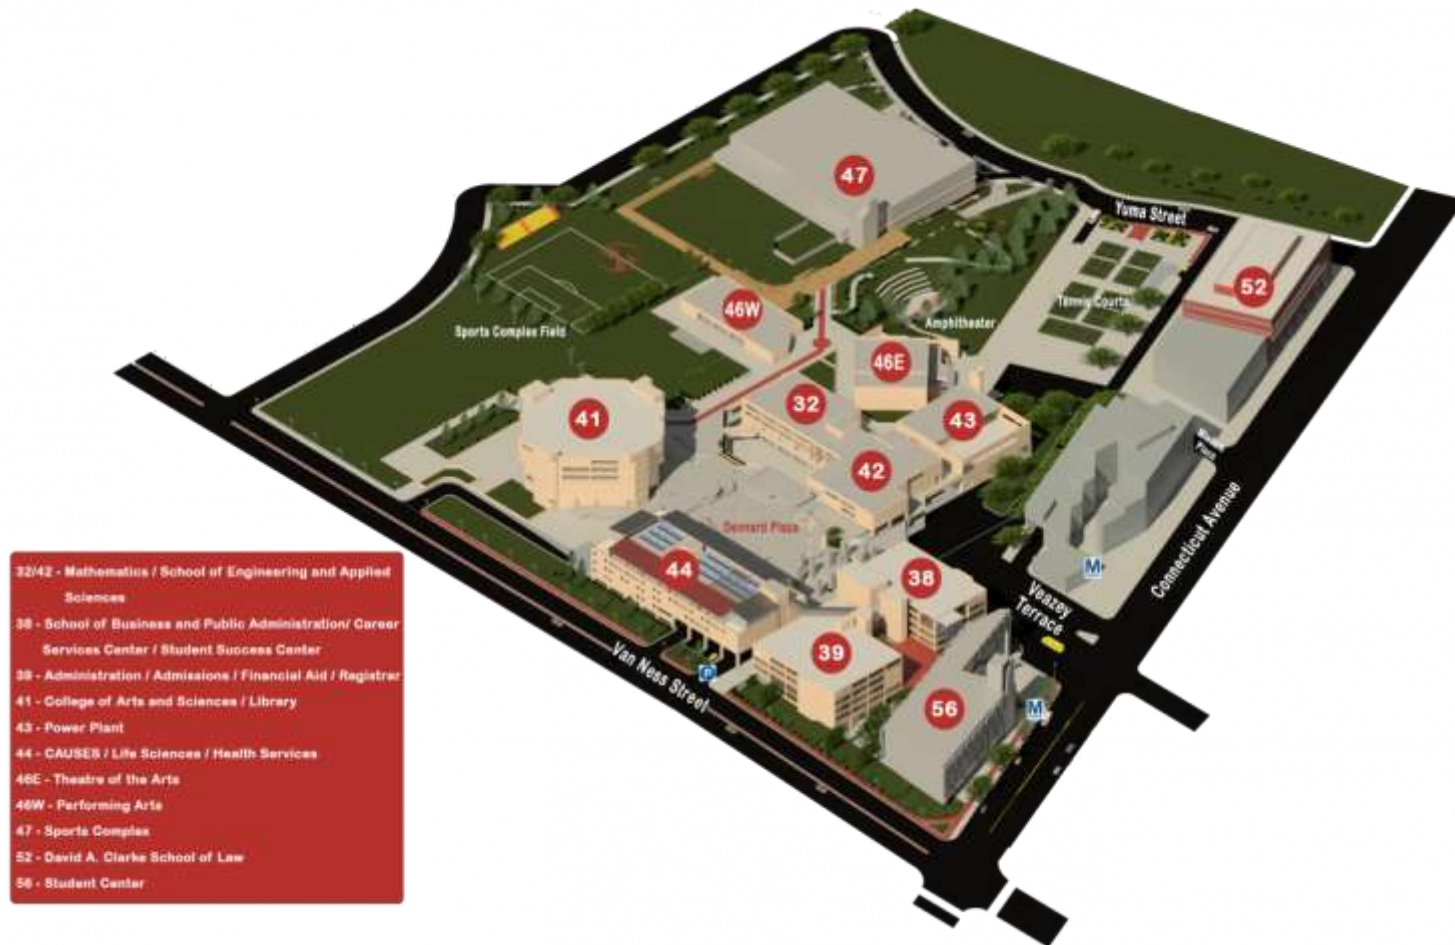 47
Yuma Street
52
Tennis Courts
46W
Amphitheater
Sports Complex Field
46E
32
41
43
42
Connecticut Avenue
Dennard Plaza
M
44
38
Veazey
Terrace
39
Van Ness Street
P
56
M
32/42 - Mathematics / School of Engineering and Applied
Sciences
38 - School of Business and Public Administration/ Career
Services Center / Student Success Center
39 - Administration / Admissions / Financial Aid / Registrar
41 - College of Arts and Sciences / Library
43 - Power Plant
44 - CAUSES / Life Sciences / Health Services
46E - Theatre of the Arts
46W - Performing Arts
47 - Sports Complex
52 - David A. Clarke School of Law
56 - Student Center